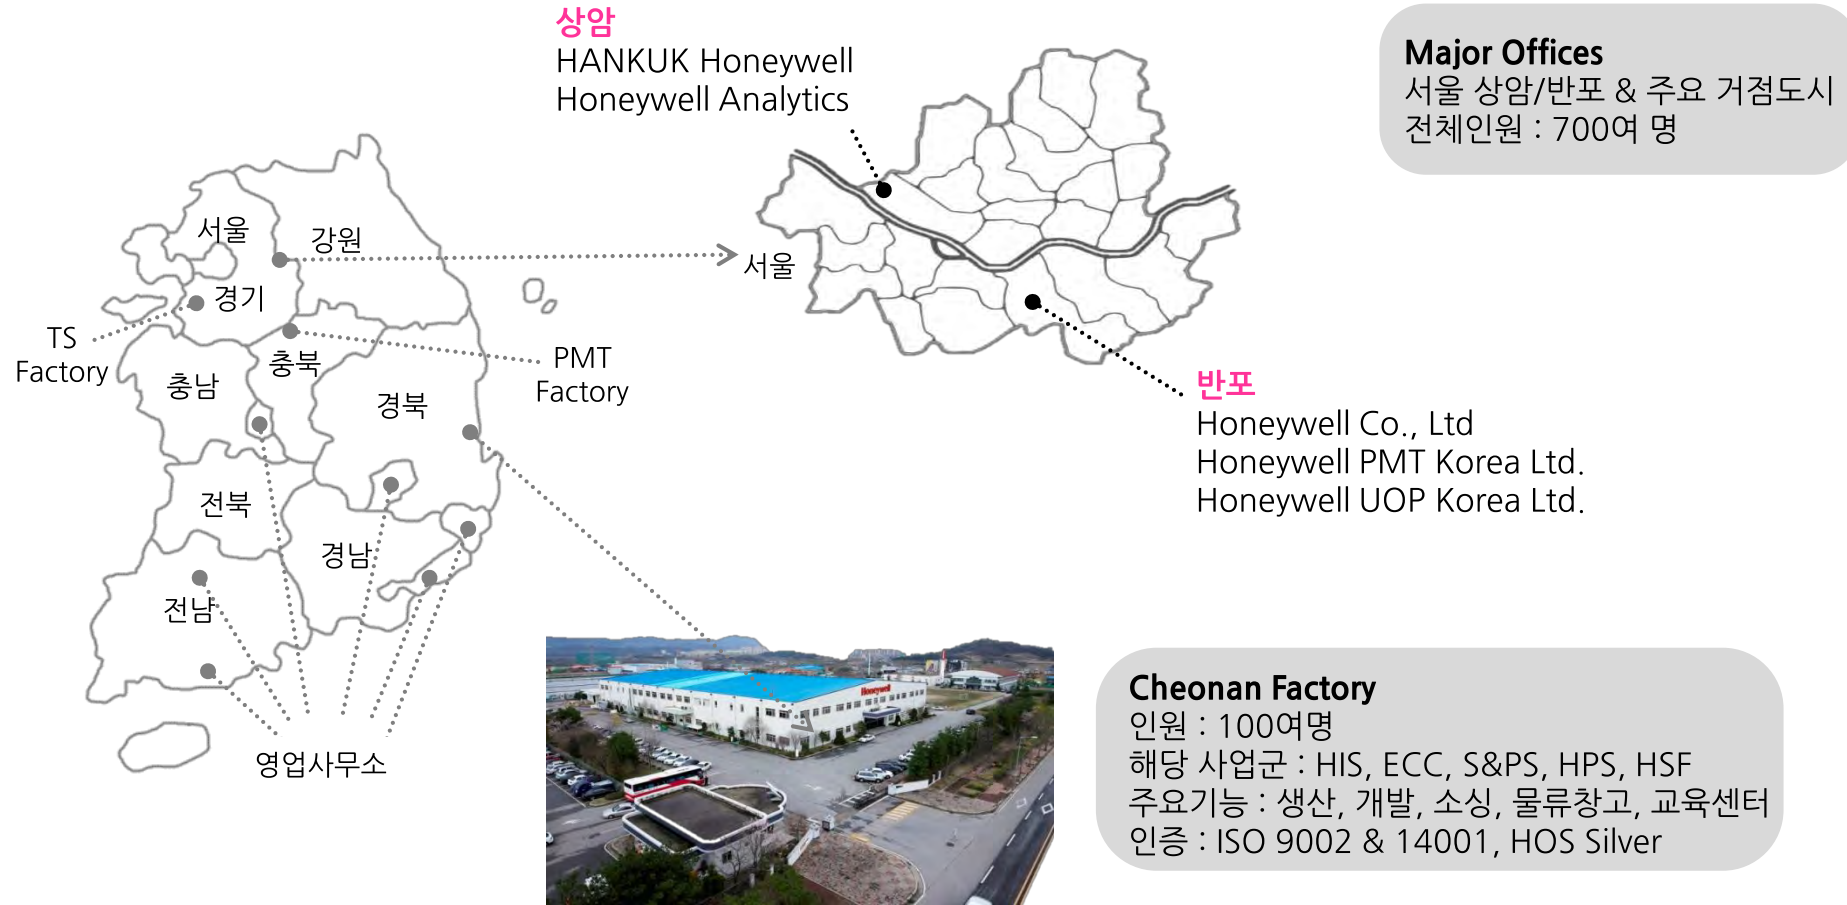 상암
HANKUK Honeywell
Honeywell Analytics
Major Offices
서울 상암/반포 & 주요 거점도시
전체인원 : 700여 명
서울
강원
서울
경기
TS
Factory
충북
PMT
Factory
충남
경북
반포
Honeywell Co., Ltd
Honeywell PMT Korea Ltd.
Honeywell UOP Korea Ltd.
전북
경남
전남
영업사무소
Honeywell
Cheonan Factory
인원 : 100여명
해당 사업군 : HIS, ECC, S&PS, HPS, HSF
주요기능 : 생산, 개발, 소싱, 물류창고, 교육센터
인증 : ISO 9002 & 14001, HOS Silver